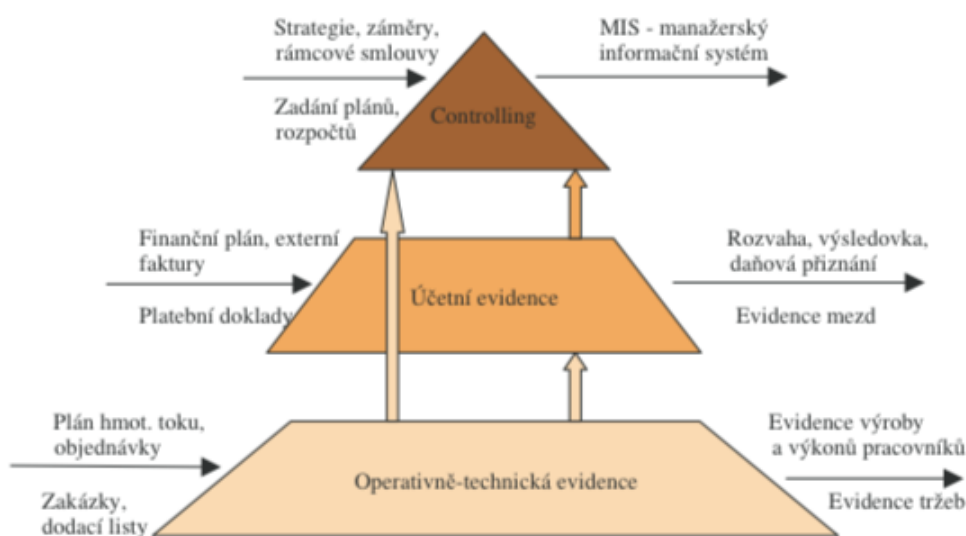 Strategie, záměry,
rámcové smlouvy
Zadání plánů,
rozpočtů
Controlling
MIS - manažerský
informační systém
Finanční plán, externí
faktury
Platební doklady
Účetní evidence
Rozvaha, výsledovka,
daňová přiznání
Evidence mezd
Plán hmot. toku,
objednávky
Zakázky,
dodací listy
Operativně-technická evidence
Evidence výroby
a výkonů pracovníků
Evidence tržeb